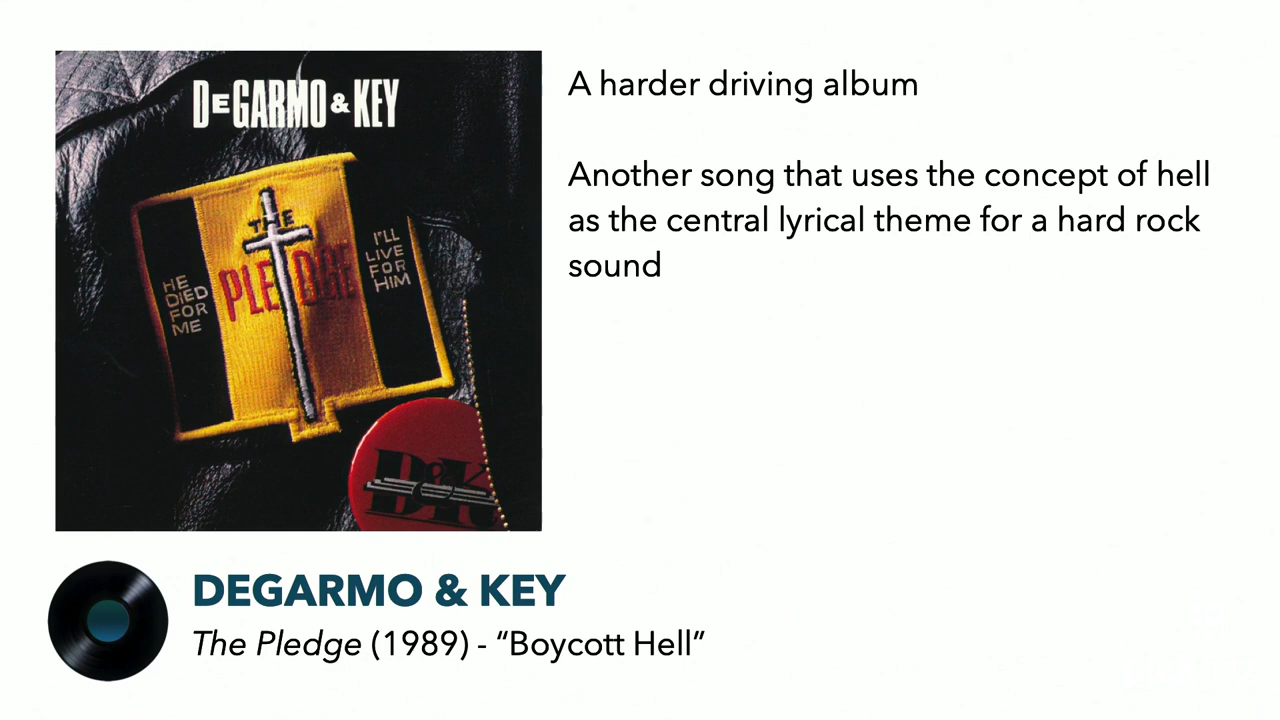 DeGARMO & KEY
THE
PLEDGE
HE
DIED
FOR
ME
I'LL
LIVE
FOR
HIM
D&K
A harder driving album
Another song that uses the concept of hell
as the central lyrical theme for a hard rock
sound
DEGARMO & KEY
The Pledge (1989) - “Boycott Hell”